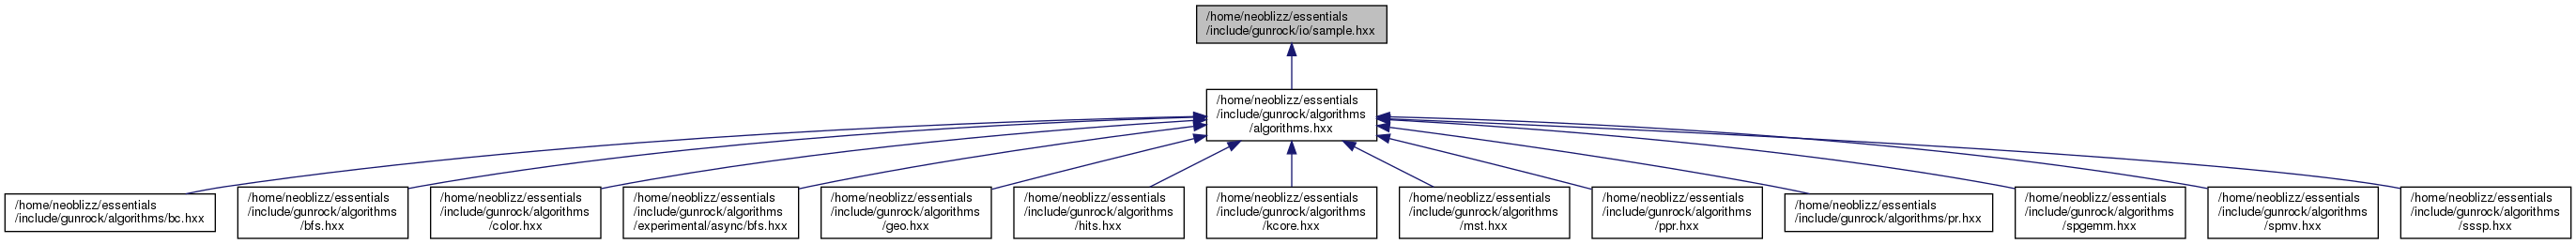 /home/neoblizz/essentials
/include/gunrock/io/sample.hxx
/home/neoblizz/essentials
/include/gunrock/algorithms
/algorithms.hxx
/home/neoblizz/essentials
/include/gunrock/algorithms/bc.hxx
/home/neoblizz/essentials
/include/gunrock/algorithms
/bfs.hxx
/home/neoblizz/essentials
/include/gunrock/algorithms
/color.hxx
/home/neoblizz/essentials
/include/gunrock/algorithms
/experimental/async/bfs.hxx
/home/neoblizz/essentials
/include/gunrock/algorithms
/geo.hxx
/home/neoblizz/essentials
/include/gunrock/algorithms
/hits.hxx
/home/neoblizz/essentials
/include/gunrock/algorithms
/kcore.hxx
/home/neoblizz/essentials
/include/gunrock/algorithms
/mst.hxx
/home/neoblizz/essentials
/include/gunrock/algorithms
/ppr.hxx
/home/neoblizz/essentials
/include/gunrock/algorithms/pr.hxx
/home/neoblizz/essentials
/include/gunrock/algorithms
/spgemm.hxx
/home/neoblizz/essentials
/include/gunrock/algorithms
/spmv.hxx
/home/neoblizz/essentials
/include/gunrock/algorithms
/sssp.hxx